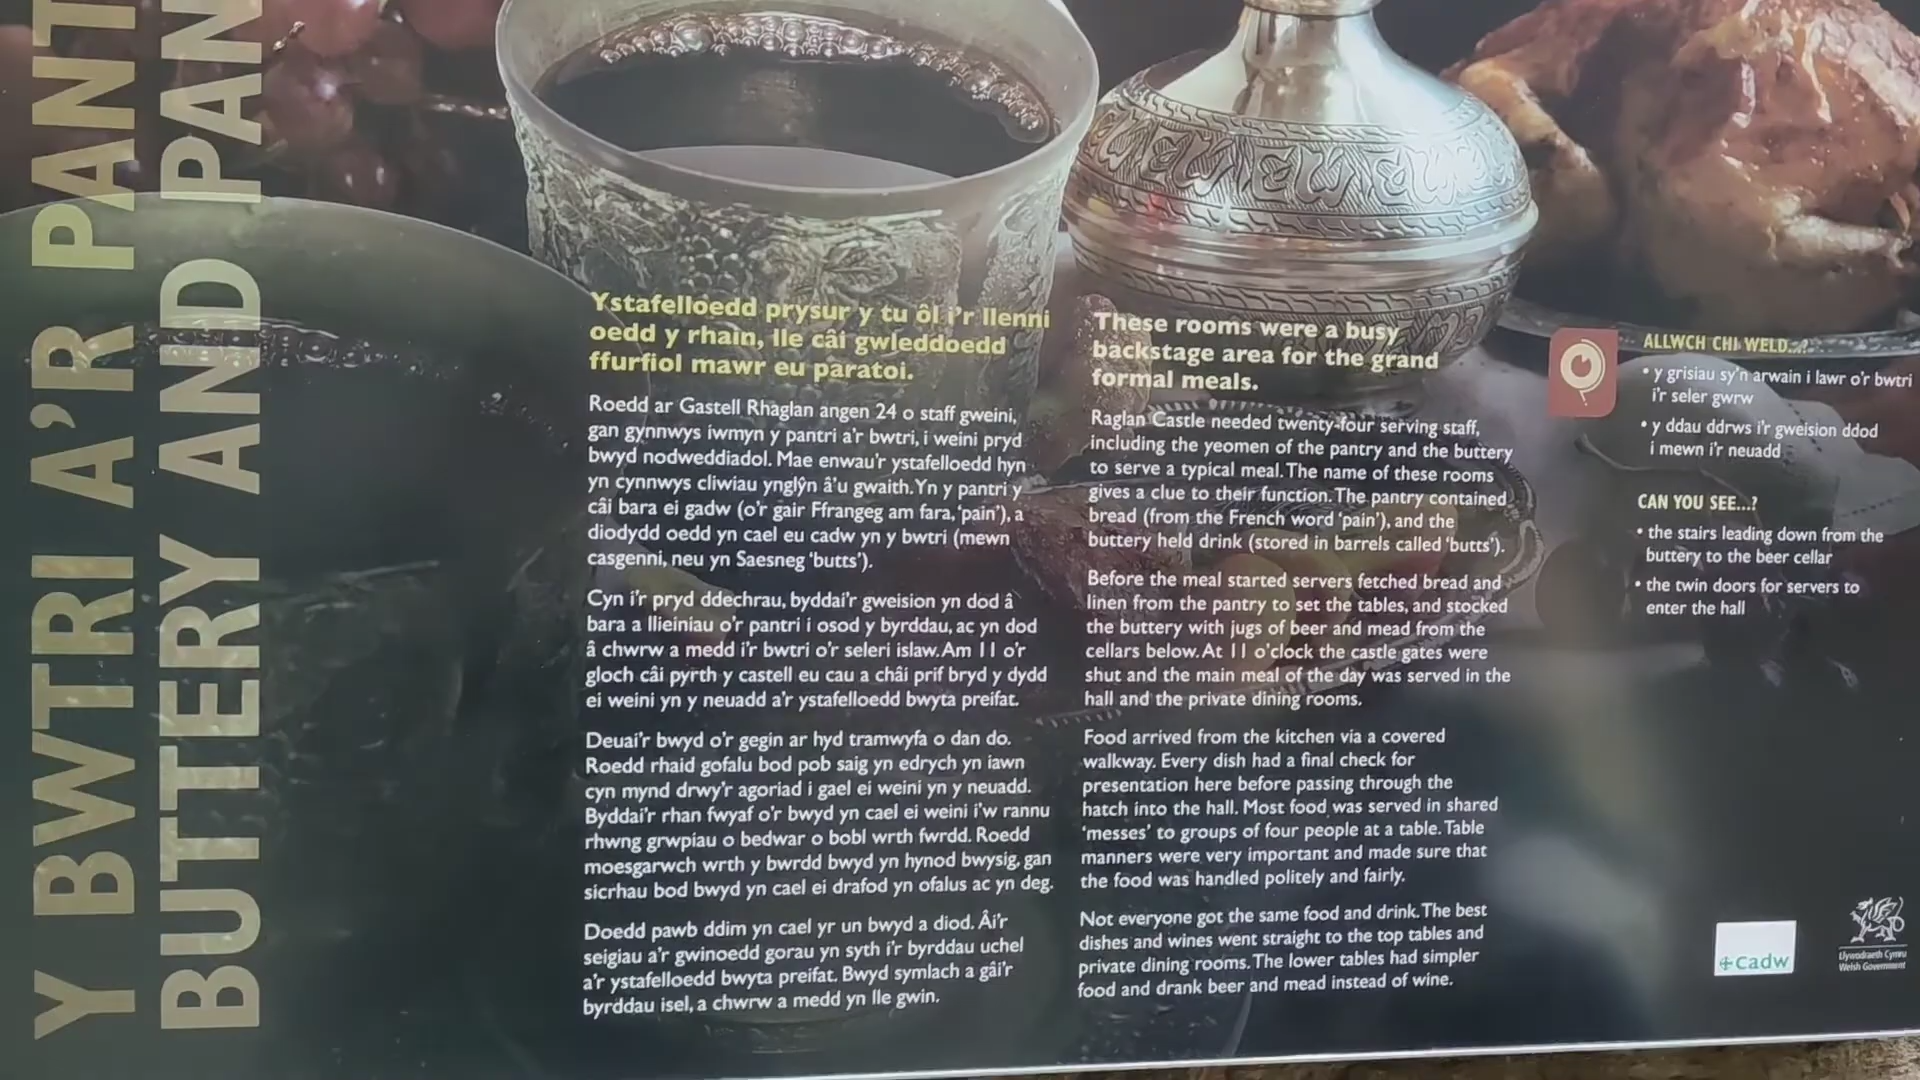 Y BWTRI A'R PANT
BUTTERY AND PAN
Ystafelloedd prysur y tu ôl i'r llenni
oedd y rhain, lle câi gwleddoedd
ffurfiol mawr eu paratoi.
Roedd ar Gastell Rhaglan angen 24 o staff gweini,
gan gynnwys iwmyn y pantri a'r bwtri, i weini pryd
bwyd nodweddiadol. Mae enwau'r ystafelloedd hyn
yn cynnwys cliwiau ynglŷn â'u gwaith. Yn y pantri y
câi bara ei gadw (o'r gair Ffrangeg am fara, 'pain'), a
diodydd oedd yn cael eu cadw yn y bwtri (mewn
casgenni, neu yn Saesneg 'butts').
Cyn i'r pryd ddechrau, byddai'r gweision yn dod â
bara a llieiniau o'r pantri i osod y byrddau, ac yn dod
â chwrw a medd i'r bwtri o'r seleri islaw. Am 11 o'r
gloch câi pyrth y castell eu cau a châi prif bryd y dydd
ei weini yn y neuadd a'r ystafelloedd bwyta preifat.
Deuai'r bwyd o'r gegin ar hyd tramwyfa o dan do.
Roedd rhaid gofalu bod pob saig yn edrych yn iawn
cyn mynd drwy'r agoriad i gael ei weini yn y neuadd.
Byddai'r rhan fwyaf o'r bwyd yn cael ei weini i'w rannu
rhwng grwpiau o bedwar o bobl wrth fwrdd. Roedd
moesgarwch wrth y bwrdd bwyd yn hynod bwysig, gan
sicrhau bod bwyd yn cael ei drafod yn ofalus ac yn deg.
Doedd pawb ddim yn cael yr un bwyd a diod. Âi'r
seigiau a'r gwinoedd gorau yn syth i'r byrddau uchel
a'r ystafelloedd bwyta preifat. Bwyd symlach a gâi'r
byrddau isel, a chwrw a medd yn lle gwin.
These rooms were a busy
backstage area for the grand
formal meals.
Raglan Castle needed twenty-four serving staff,
including the yeomen of the pantry and the buttery
to serve a typical meal. The name of these rooms
gives a clue to their function. The pantry contained
bread (from the French word 'pain'), and the
buttery held drink (stored in barrels called 'butts').
Before the meal started servers fetched bread and
linen from the pantry to set the tables, and stocked
the buttery with jugs of beer and mead from the
cellars below. At 11 o'clock the castle gates were
shut and the main meal of the day was served in the
hall and the private dining rooms.
Food arrived from the kitchen via a covered
walkway. Every dish had a final check for
presentation here before passing through the
hatch into the hall. Most food was served in shared
'messes' to groups of four people at a table. Table
manners were very important and made sure that
the food was handled politely and fairly.
Not everyone got the same food and drink. The best
dishes and wines went straight to the top tables and
private dining rooms. The lower tables had simpler
food and drank beer and mead instead of wine.
ALLWCH CHI WELD...?
• y grisiau sy'n arwain i lawr o'r bwtri
i'r seler gwrw
• y ddau ddrws i'r gweision ddod
i mewn i'r neuadd
CAN YOU SEE...?
• the stairs leading down from the
buttery to the beer cellar
• the twin doors for servers to
enter the hall
Cadw
Llywodraeth Cymru
Welsh Government